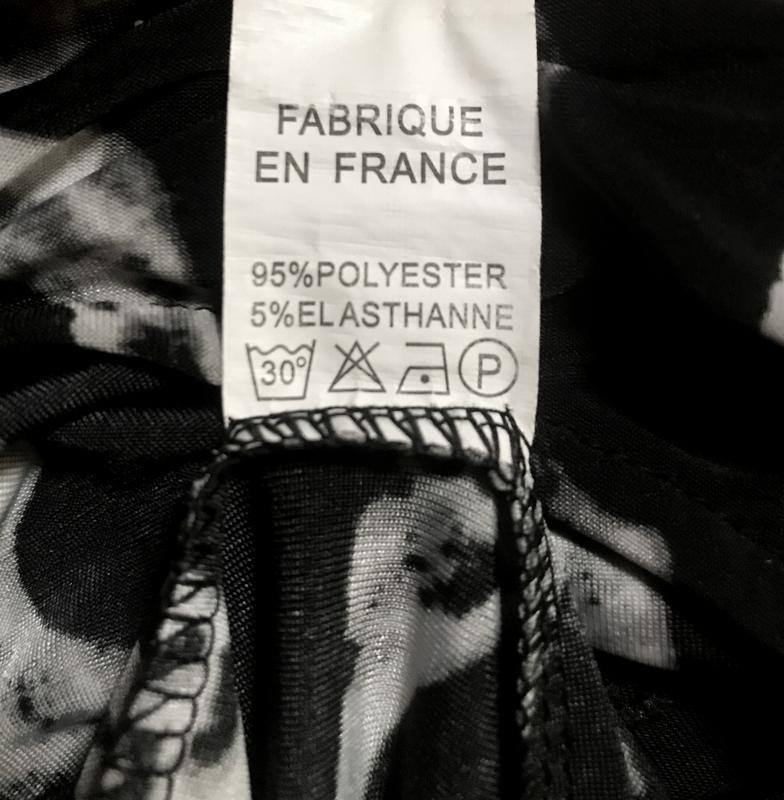 FABRIQUE
EN FRANCE
95%POLYESTER
5%ELASTHANNE
30° P